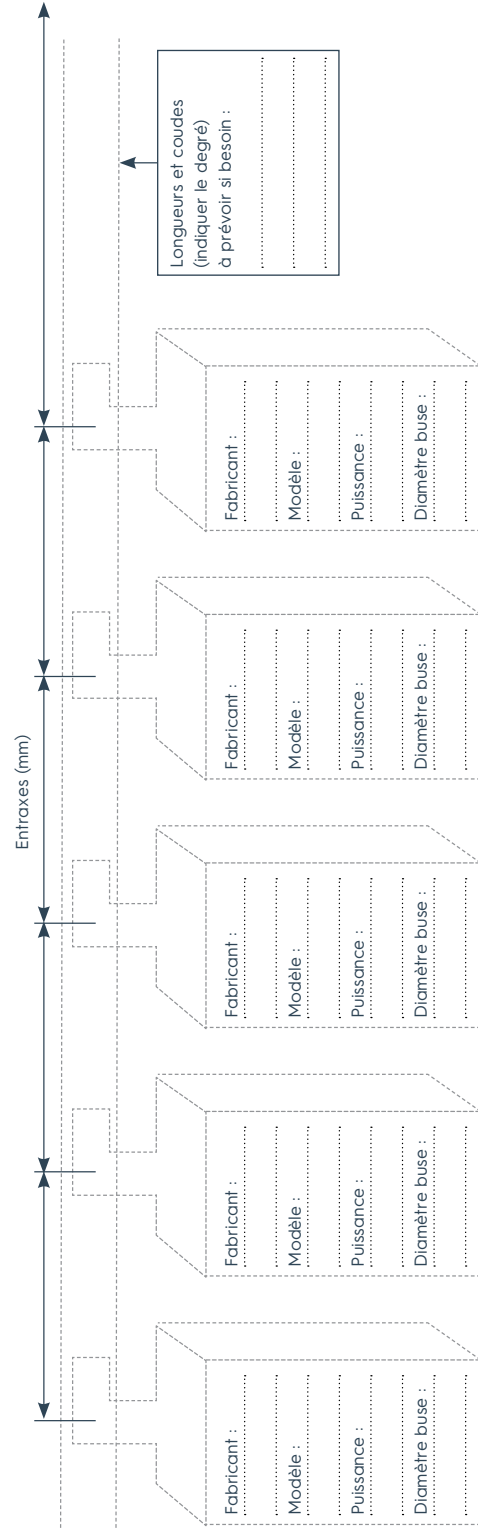 Entraxes (mm)
Fabricant :
Modèle :
Puissance :
Diamètre buse :
Fabricant :
Modèle :
Puissance :
Diamètre buse :
Fabricant :
Modèle :
Puissance :
Diamètre buse :
Fabricant :
Modèle :
Puissance :
Diamètre buse :
Fabricant :
Modèle :
Puissance :
Diamètre buse :
Longueurs et coudes
(indiquer le degré)
à prévoir si besoin :